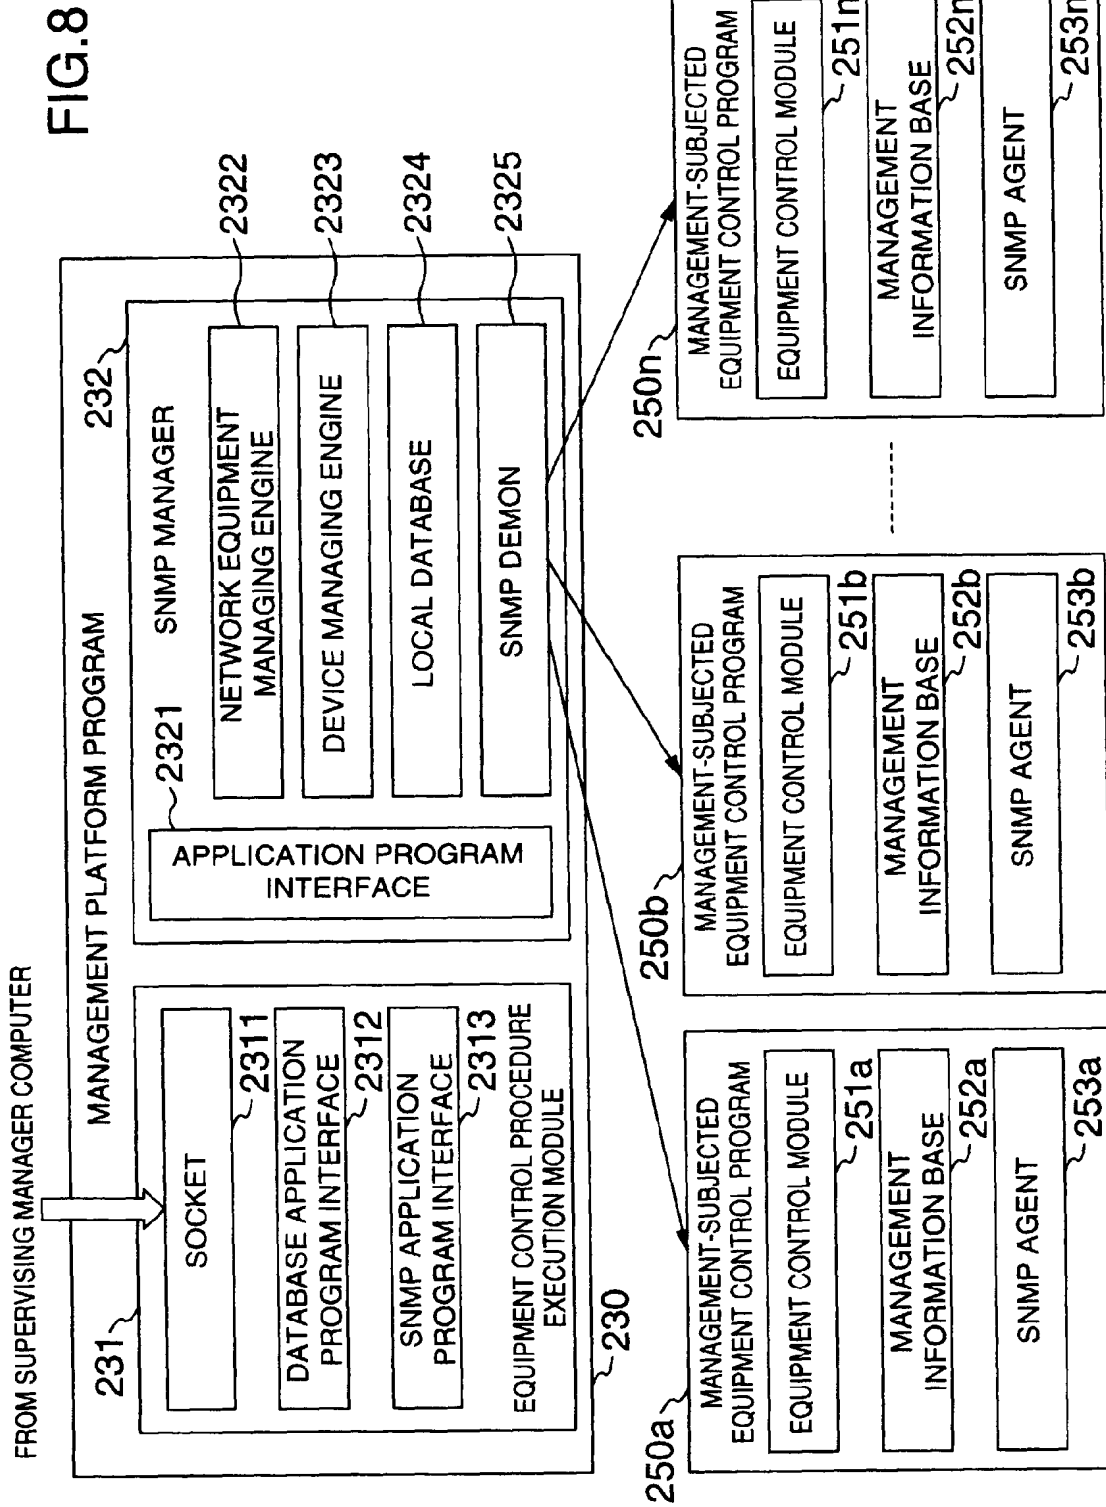 FIG.8
FROM SUPERVISING MANAGER COMPUTER
MANAGEMENT PLATFORM PROGRAM
231
SOCKET
2311
DATABASE APPLICATION
PROGRAM INTERFACE
2312
SNMP APPLICATION
PROGRAM INTERFACE
2313
EQUIPMENT CONTROL PROCEDURE
EXECUTION MODULE
230
232
SNMP MANAGER
2321
APPLICATION PROGRAM
INTERFACE
NETWORK EQUIPMENT
MANAGING ENGINE
2322
DEVICE MANAGING ENGINE
2323
LOCAL DATABASE
2324
SNMP DEMON
2325
250a
MANAGEMENT-SUBJECTED
EQUIPMENT CONTROL PROGRAM
EQUIPMENT CONTROL MODULE
251a
MANAGEMENT
INFORMATION BASE
252a
SNMP AGENT
253a
250b
MANAGEMENT-SUBJECTED
EQUIPMENT CONTROL PROGRAM
EQUIPMENT CONTROL MODULE
251b
MANAGEMENT
INFORMATION BASE
252b
SNMP AGENT
253b
250n
MANAGEMENT-SUBJECTED
EQUIPMENT CONTROL PROGRAM
EQUIPMENT CONTROL MODULE
251n
MANAGEMENT
INFORMATION BASE
252n
SNMP AGENT
253n